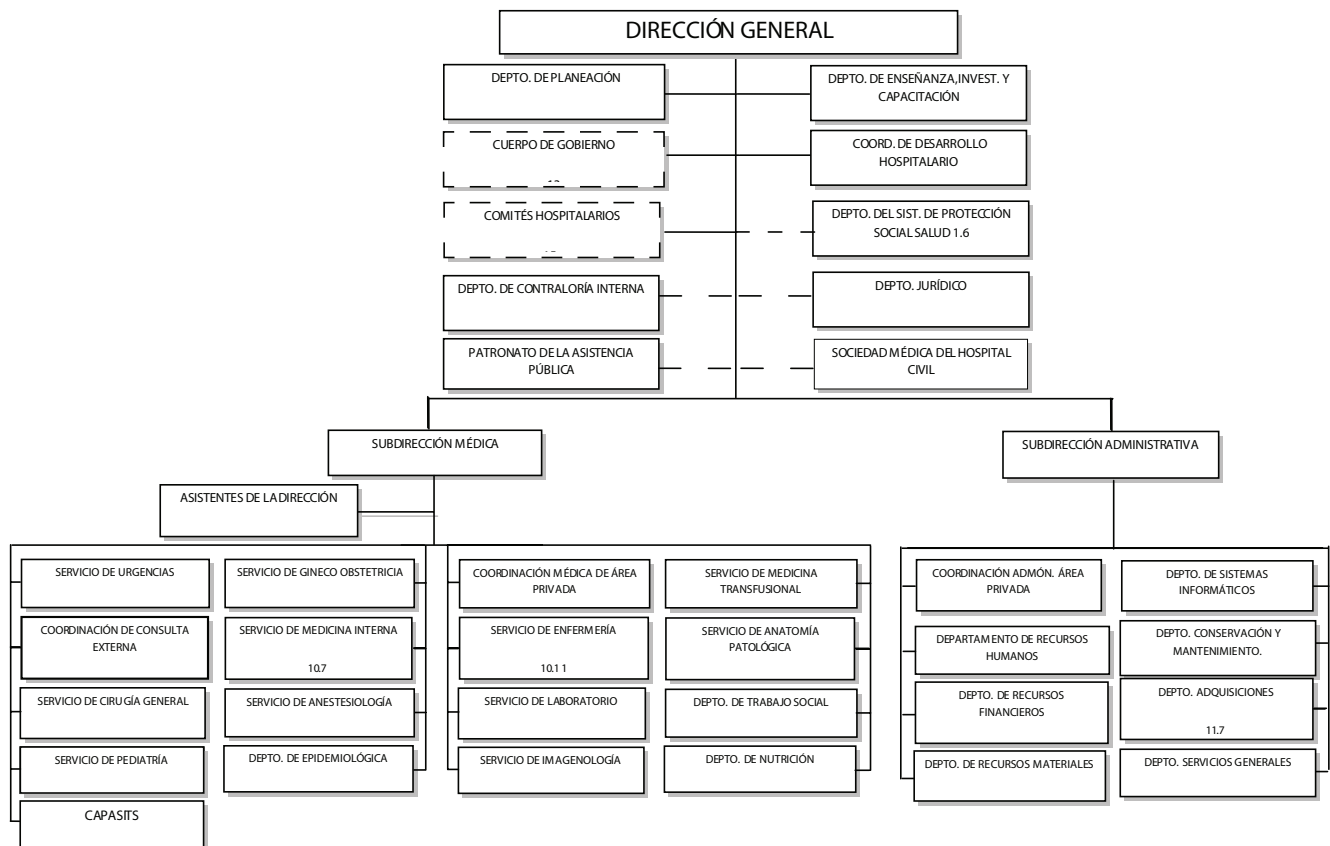 DIRECCIÓN GENERAL
DEPTO. DE PLANEACIÓN
DEPTO. DE ENSEÑANZA, INVEST. Y
CAPACITACIÓN
CUERPO DE GOBIERNO
COORD. DE DESARROLLO
HOSPITALARIO
COMITÉS HOSPITALARIOS
DEPTO. DEL SIST. DE PROTECCIÓN
SOCIAL SALUD 1.6
DEPTO. DE CONTRALORÍA INTERNA
DEPTO. JURÍDICO
PATRONATO DE LA ASISTENCIA
PÚBLICA
SOCIEDAD MÉDICA DEL HOSPITAL
CIVIL
SUBDIRECCIÓN MÉDICA
SUBDIRECCIÓN ADMINISTRATIVA
ASISTENTES DE LA DIRECCIÓN
SERVICIO DE URGENCIAS
SERVICIO DE GINECO OBSTETRICIA
COORDINACIÓN DE CONSULTA
EXTERNA
SERVICIO DE MEDICINA INTERNA
10.7
SERVICIO DE CIRUGÍA GENERAL
SERVICIO DE ANESTESIOLOGÍA
SERVICIO DE PEDIATRÍA
DEPTO. DE EPIDEMIOLÓGICA
CAPASITS
COORDINACIÓN MÉDICA DE ÁREA
PRIVADA
SERVICIO DE MEDICINA
TRANSFUSIONAL
SERVICIO DE ENFERMERÍA
10.11
SERVICIO DE ANATOMÍA
PATOLÓGICA
SERVICIO DE LABORATORIO
DEPTO. DE TRABAJO SOCIAL
SERVICIO DE IMAGENOLOGÍA
DEPTO. DE NUTRICIÓN
COORDINACIÓN ADMÓN. ÁREA
PRIVADA
DEPTO. DE SISTEMAS
INFORMÁTICOS
DEPARTAMENTO DE RECURSOS
HUMANOS
DEPTO. CONSERVACIÓN Y
MANTENIMIENTO.
DEPTO. DE RECURSOS
FINANCIEROS
DEPTO. ADQUISICIONES
11.7
DEPTO. DE RECURSOS MATERIALES
DEPTO. SERVICIOS GENERALES